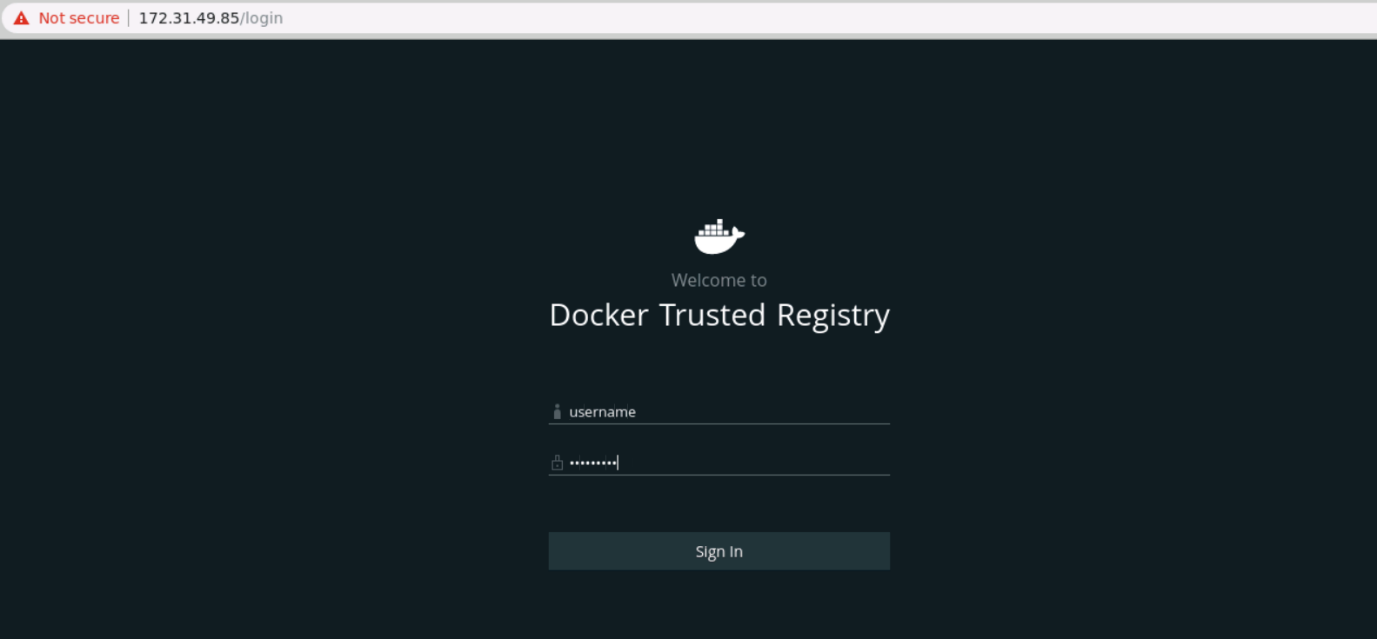 Not secure 172.31.49.85/login
Welcome to
Docker Trusted Registry
username
•••••••••
Sign In